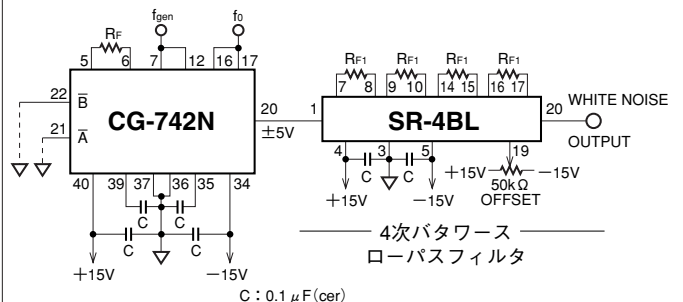 RF
fgen
f0
5 6 7 12 16 17
22 B
21 A
CG-742N
20
±5V
40 39 37 36 35 34
C C
C C
+15V
−15V
RF1 RF1 RF1 RF1
7 8 9 10 14 15 16 17
1
SR-4BL
20
WHITE NOISE
OUTPUT
4 3 5 19
C C
+15V
−15V
+15V
−15V
50kΩ
OFFSET
4次バタワース
ローパスフィルタ
C：0.1μF(cer)